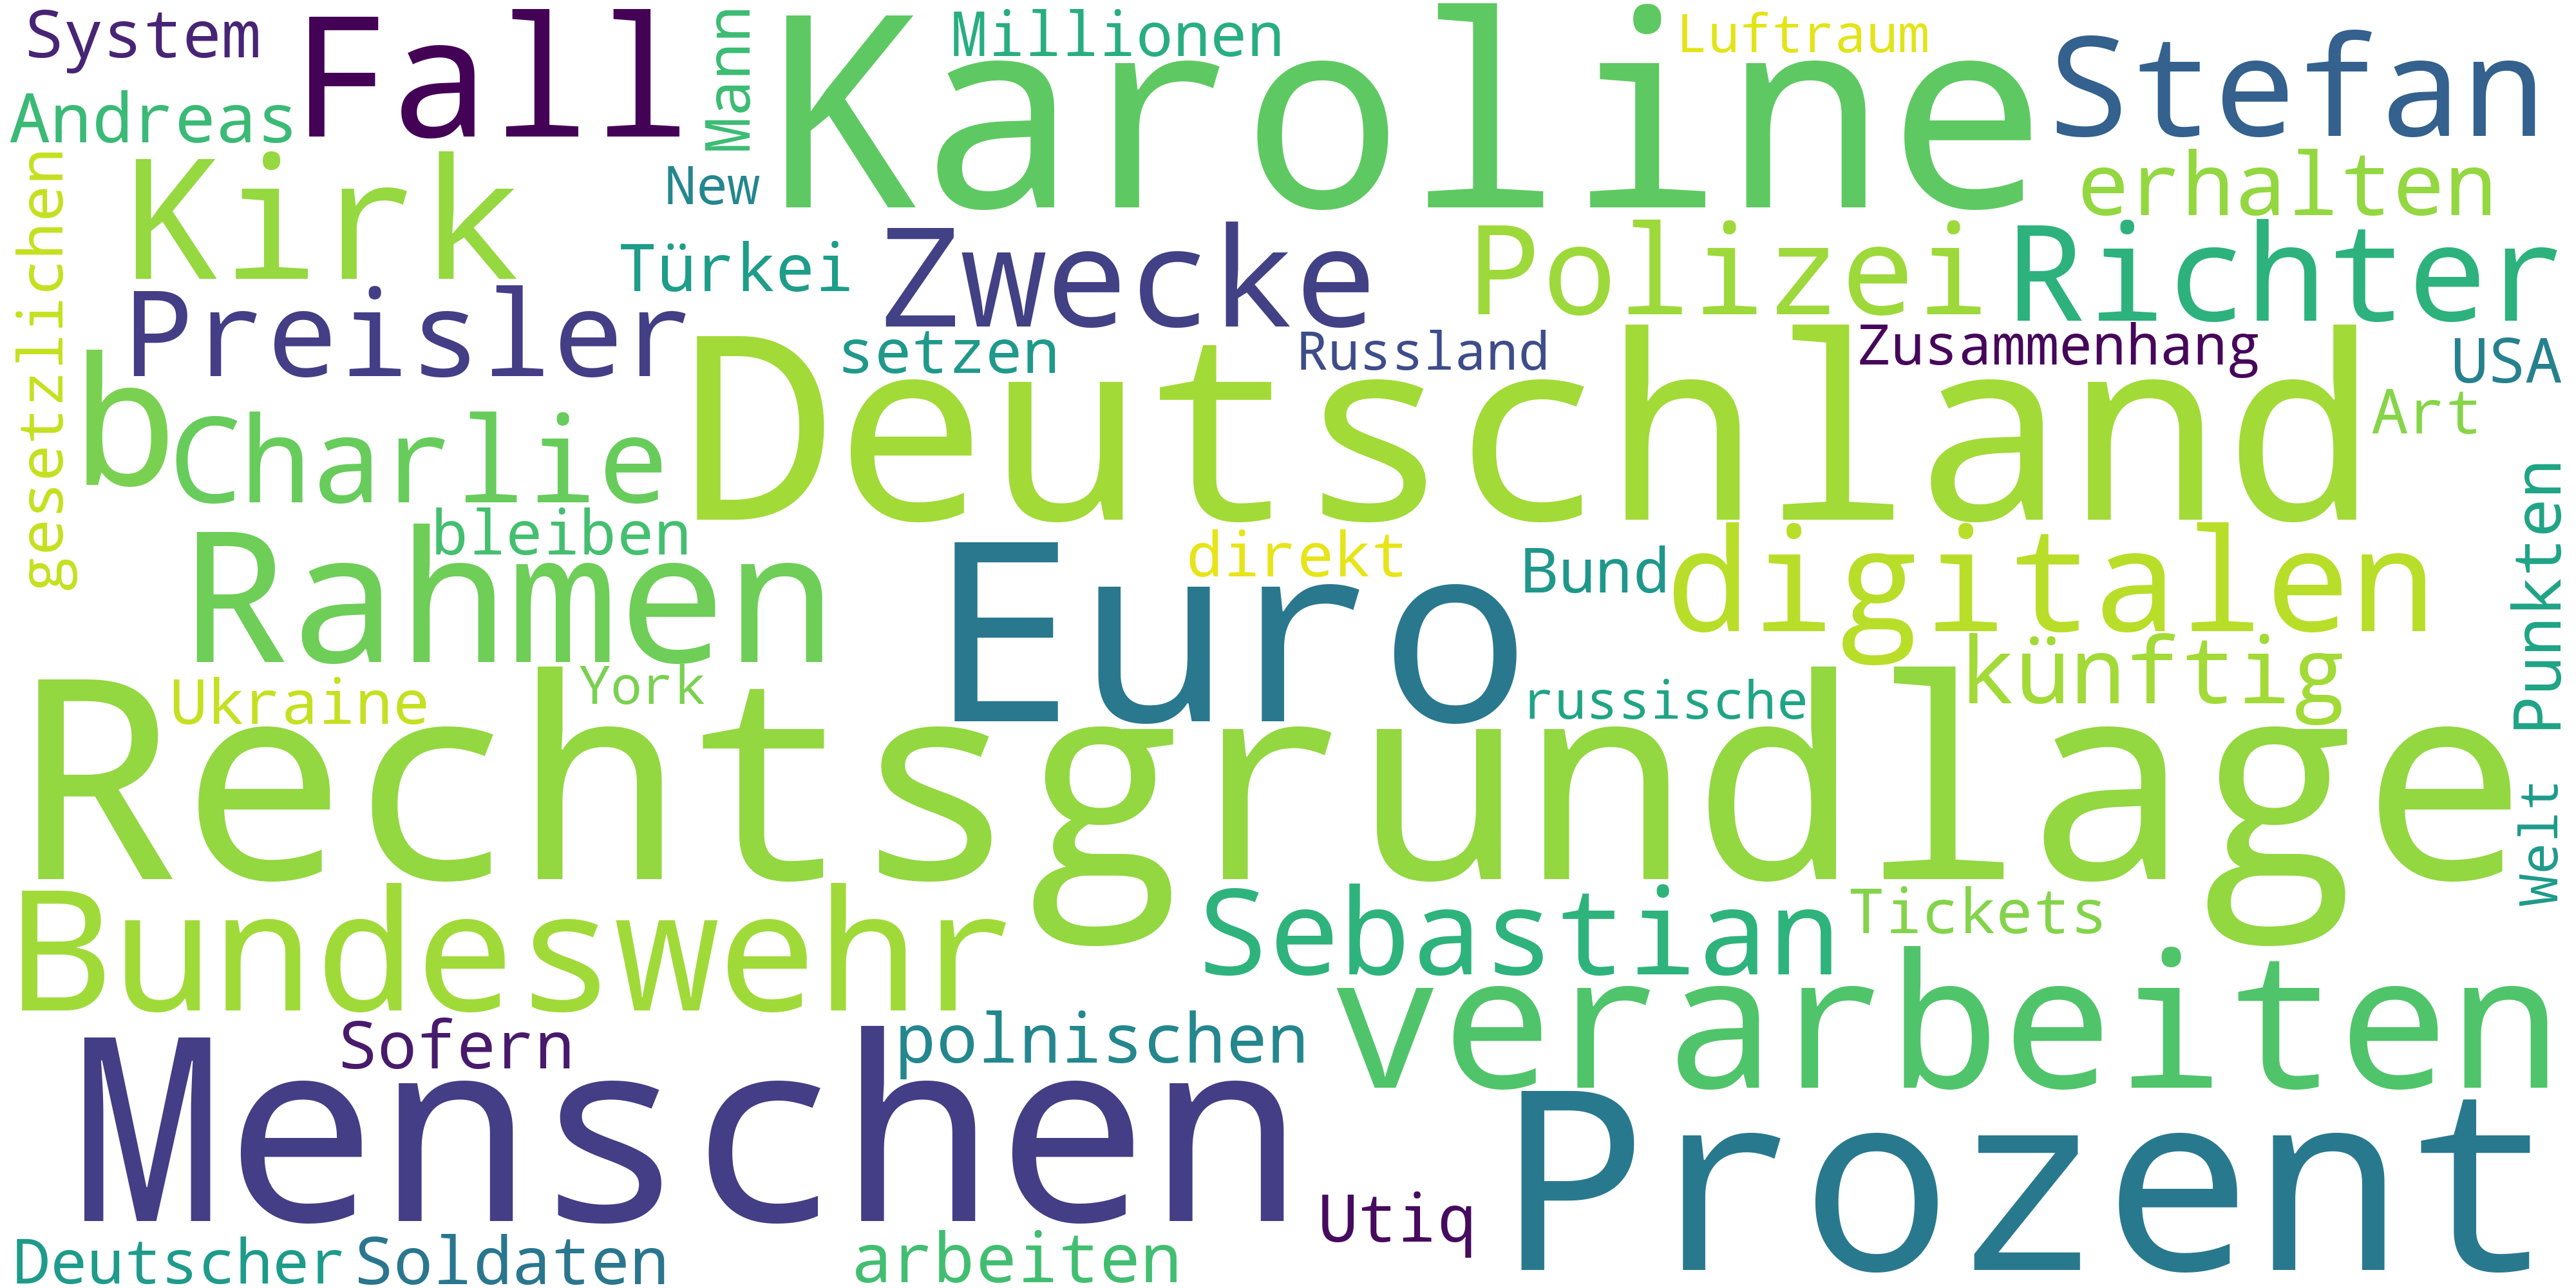 System
Fall
Mann
Millionen
Karoline
Luftraum
Stefan
Andreas
Kirk
New
erhalten
gesetzlichen
Türkei
Zwecke
Polizei
Richter
Preisler
setzen
Russland
Zusammenhang
USA
b
Charlie
Deutschland
Art
Rahmen
bleiben
direkt
Euro
Bund
digitalen
Punkten
Ukraine
York
russische
künftig
Rechtsgrundlage
Welt
Bundeswehr
Sebastian
Tickets
Sofern
polnischen
verarbeiten
Menschen
Utiq
Prozent
Deutscher
Soldaten
arbeiten